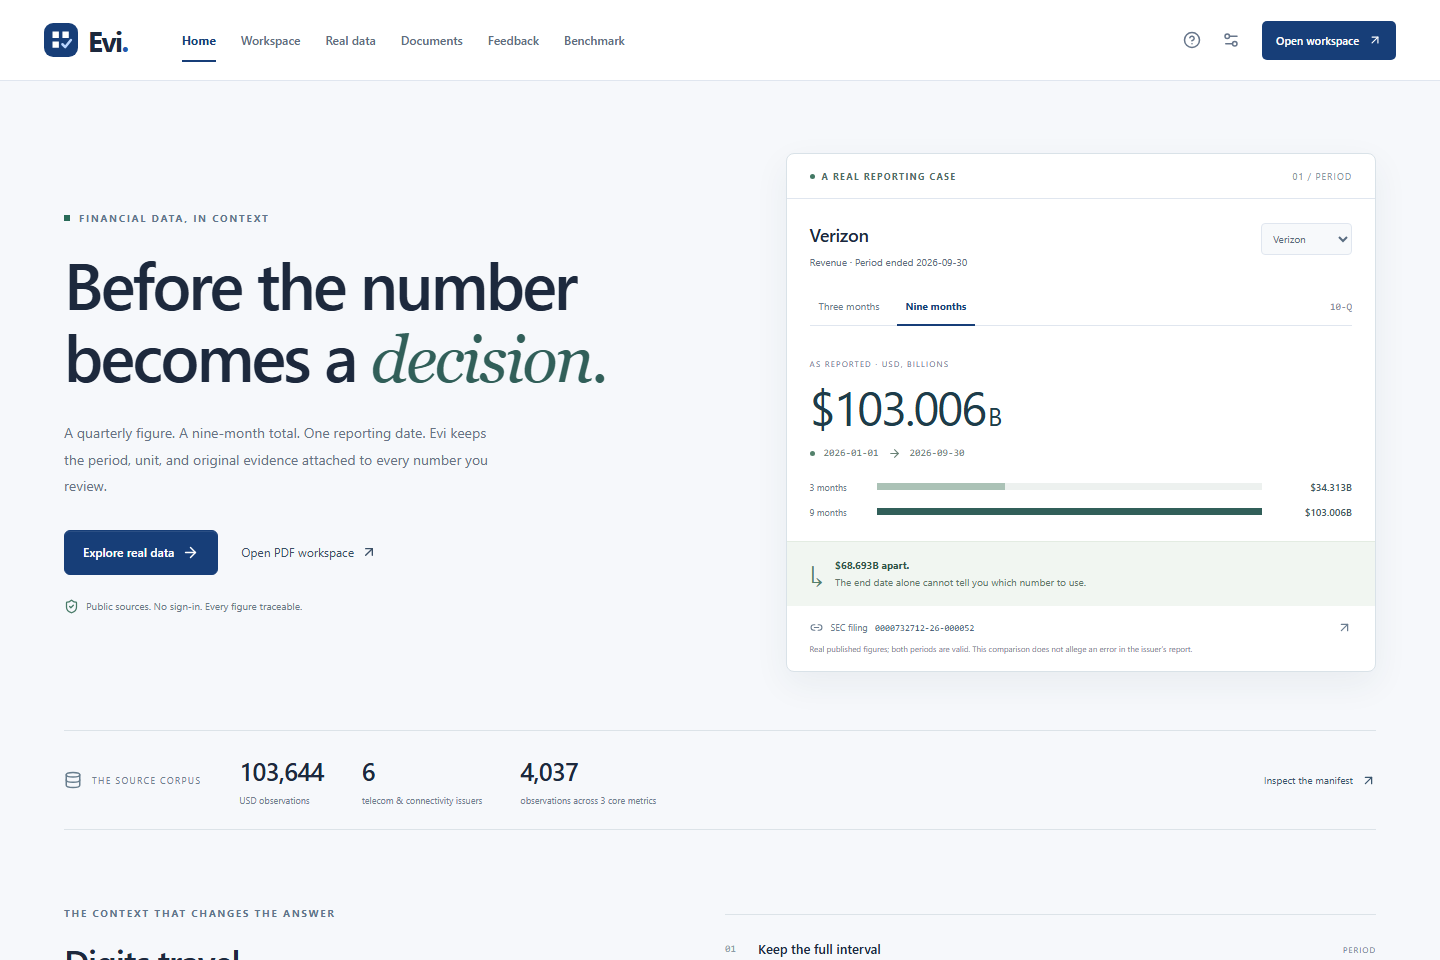 Evi.
Home
Workspace
Real data
Documents
Feedback
Benchmark
Open workspace
FINANCIAL DATA, IN CONTEXT
Before the number
becomes a decision.
A quarterly figure. A nine-month total. One reporting date. Evi keeps
the period, unit, and original evidence attached to every number you
review.
Explore real data
Open PDF workspace
Public sources. No sign-in. Every figure traceable.
A REAL REPORTING CASE
01 / PERIOD
Verizon
Verizon
Revenue · Period ended 2026-09-30
Three months
Nine months
10-Q
AS REPORTED · USD, BILLIONS
$103.006B
2026-01-01 → 2026-09-30
3 months $34.313B
9 months $103.006B
$68.693B apart.
The end date alone cannot tell you which number to use.
SEC filing 0000732712-26-000052
Real published figures; both periods are valid. This comparison does not allege an error in the issuer's report.
THE SOURCE CORPUS
103,644
USD observations
6
telecom & connectivity issuers
4,037
observations across 3 core metrics
Inspect the manifest
THE CONTEXT THAT CHANGES THE ANSWER
Digits travel
01 Keep the full interval PERIOD